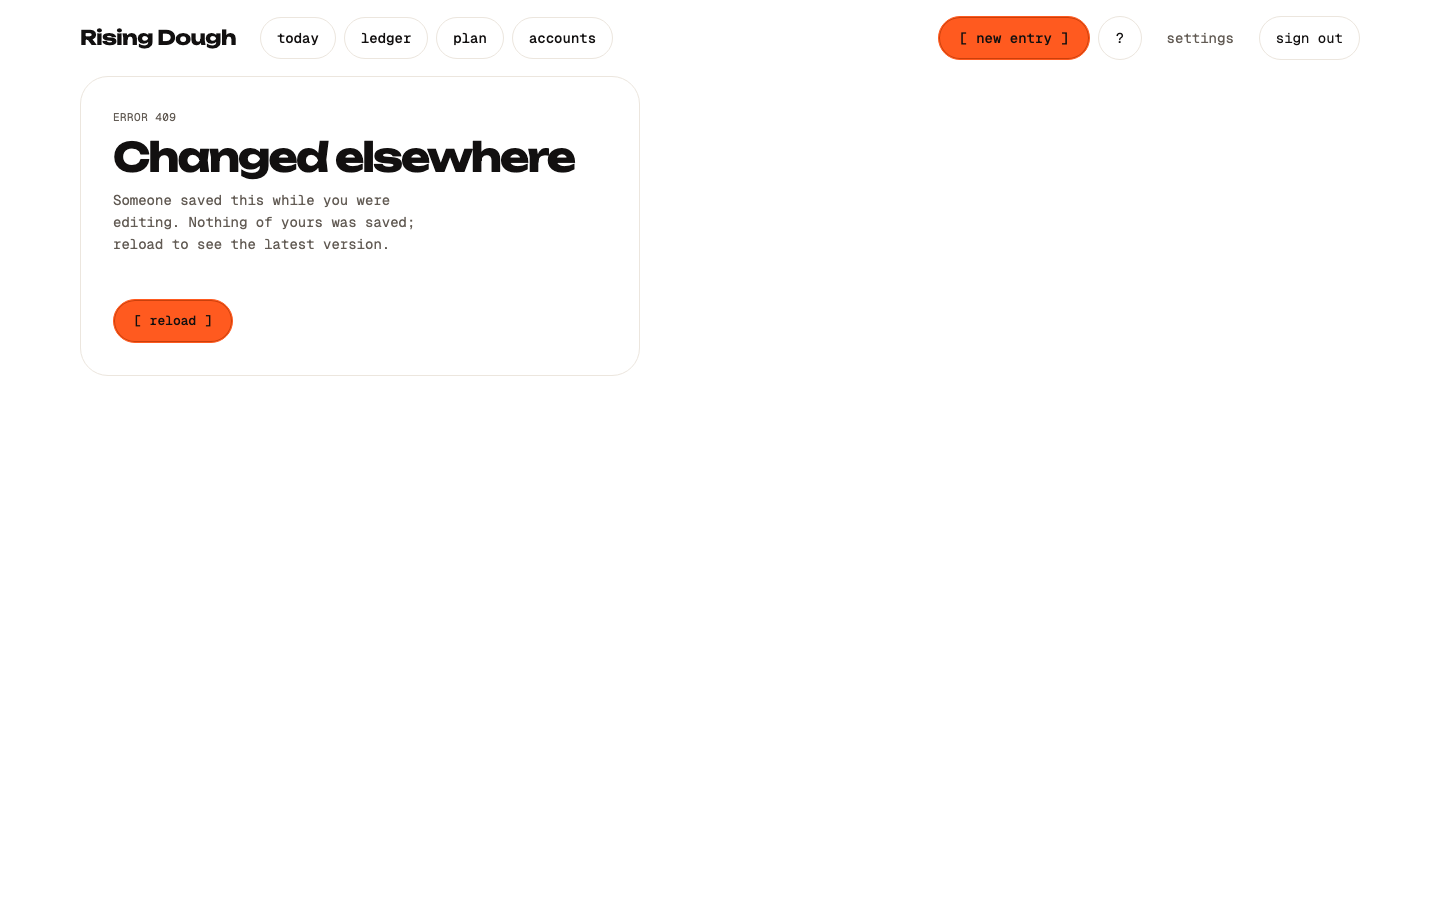 Rising Dough today ledger plan accounts [ new entry ] ? settings sign out
ERROR 409
Changed elsewhere
Someone saved this while you were
editing. Nothing of yours was saved;
reload to see the latest version.
[ reload ]